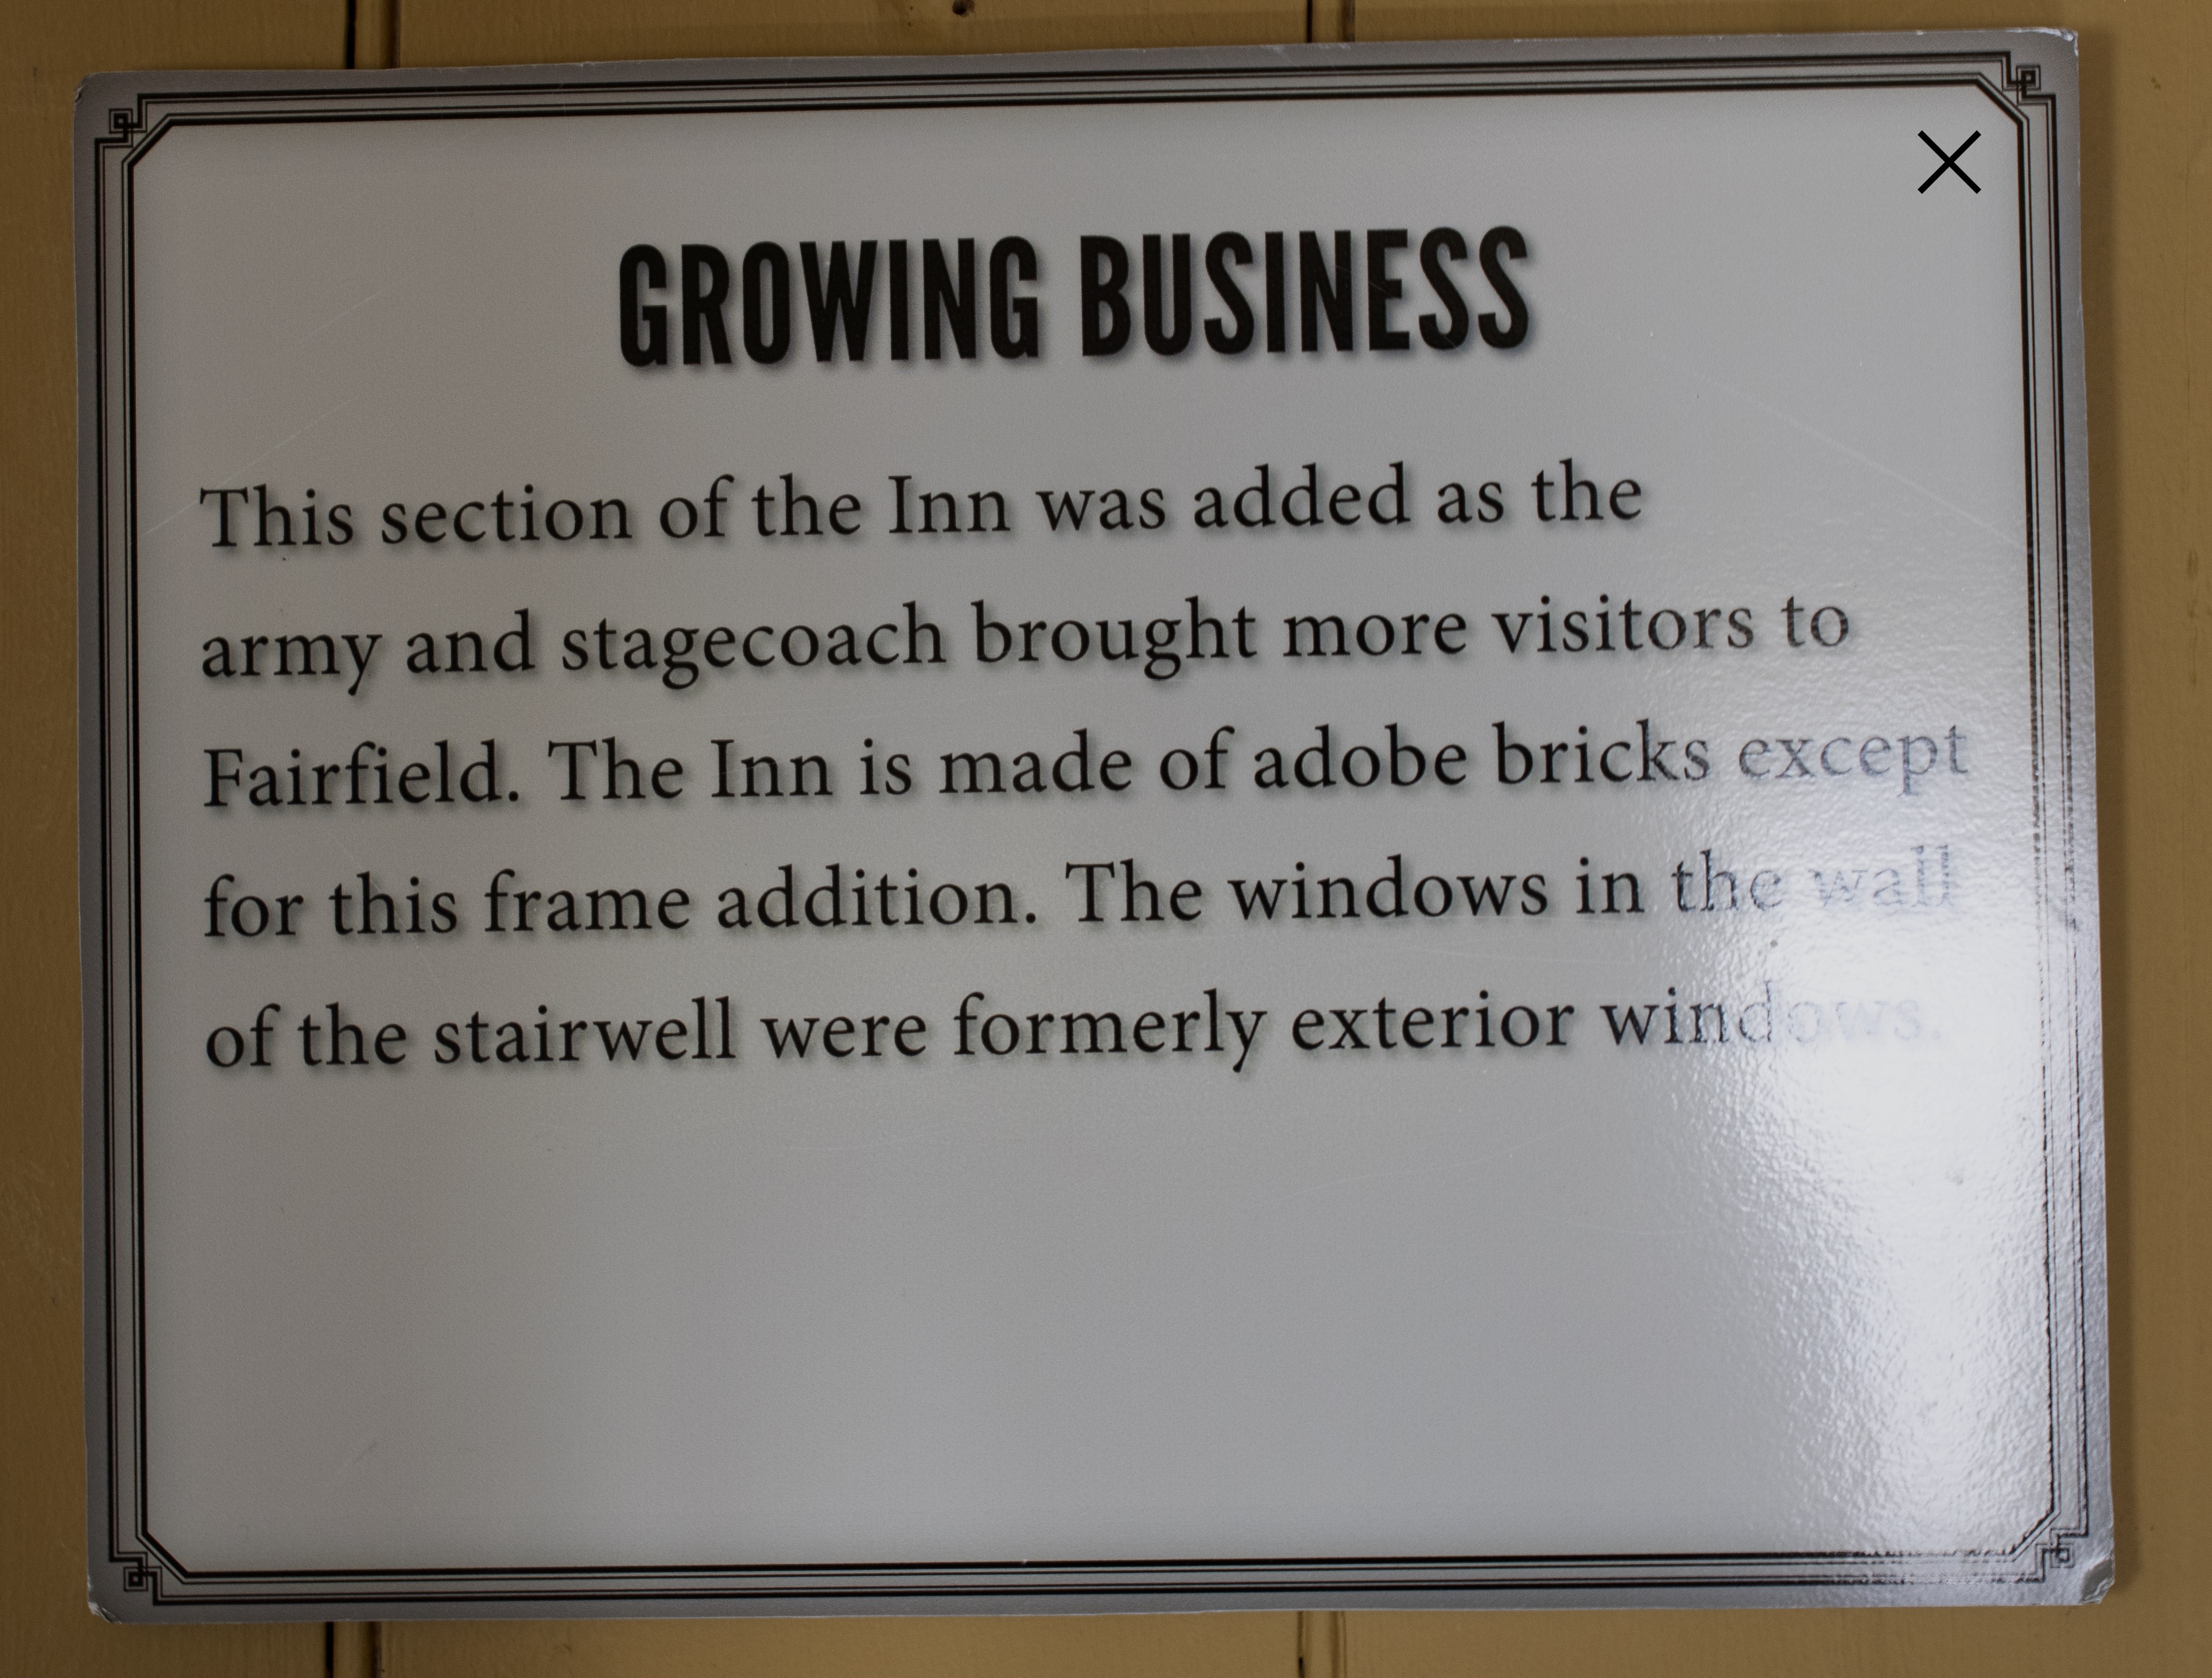 GROWING BUSINESS
This section of the Inn was added as the
army and stagecoach brought more visitors to
Fairfield. The Inn is made of adobe bricks except
for this frame addition. The windows in the wall
of the stairwell were formerly exterior windows.